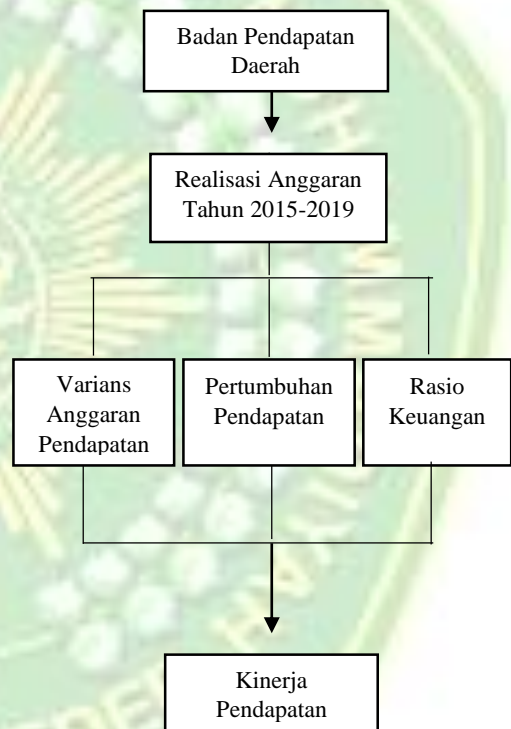 Badan Pendapatan
Daerah
Realisasi Anggaran
Tahun 2015-2019
Varians
Anggaran
Pendapatan
Pertumbuhan
Pendapatan
Rasio
Keuangan
Kinerja
Pendapatan